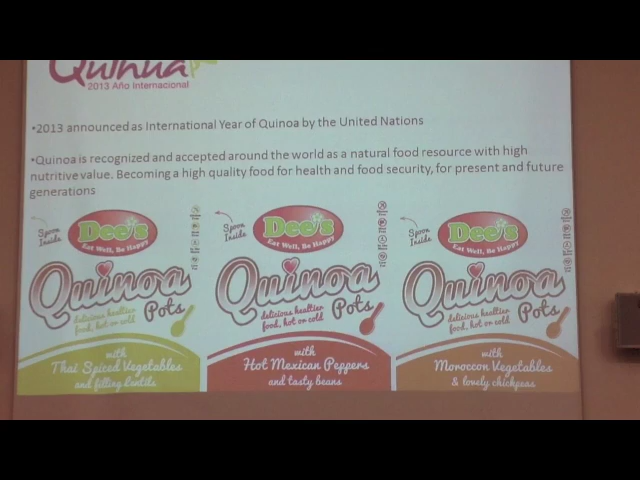 Quinua
2013 Año Internacional
•2013 announced as International Year of Quinoa by the United Nations
•Quinoa is recognized and accepted around the world as a natural food resource with high
nutritive value. Becoming a high quality food for health and food security, for present and future
generations
Spoon
Inside
Dee's
Eat Well, Be Happy
Quinoa
Pots
delicious healthier
food, hot or cold
with
Thai Spiced Vegetables
and filling lentils
Spoon
Inside
Dee's
Eat Well, Be Happy
Quinoa
Pots
delicious healthier
food, hot or cold
with
Hot Mexican Peppers
and tasty beans
Spoon
Inside
Dee's
Eat Well, Be Happy
Quinoa
Pots
delicious healthier
food, hot or cold
with
Moroccon Vegetables
& lovely chickpeas